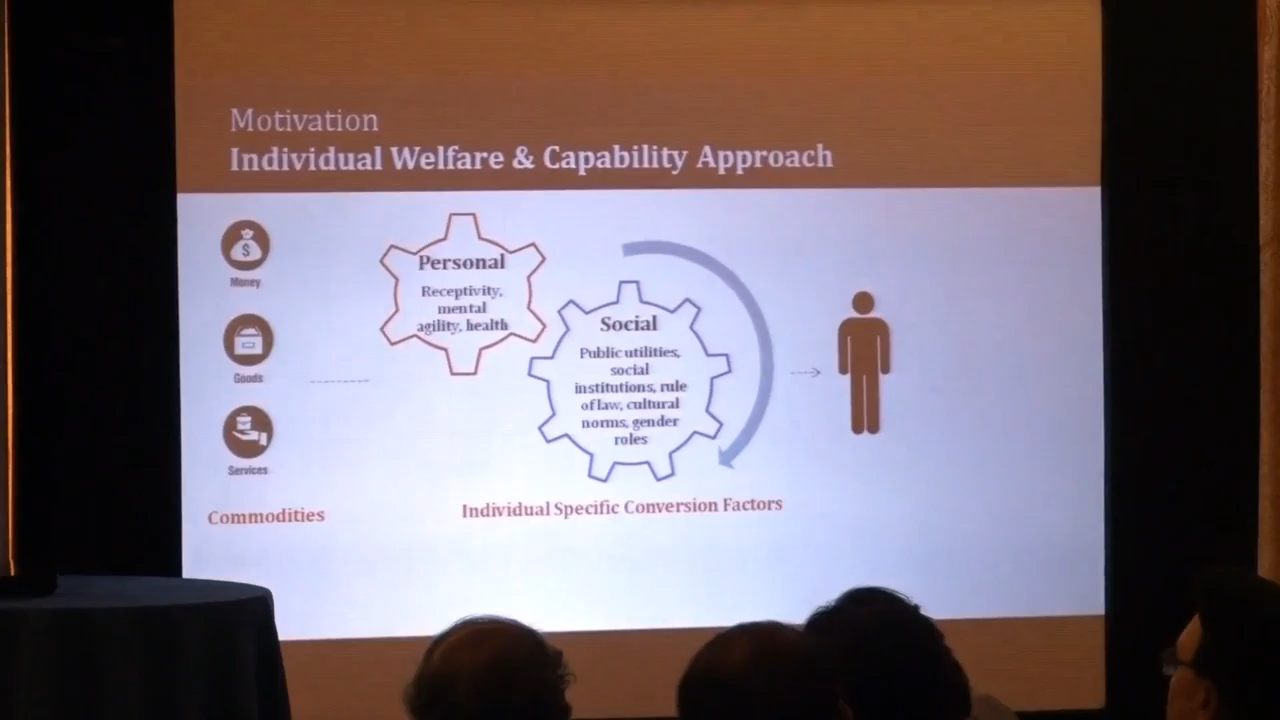 Motivation
Individual Welfare & Capability Approach
Money
Goods
Services
Commodities
Personal
Receptivity,
mental
agility, health
Social
Public utilities,
social
institutions, rule
of law, cultural
norms, gender
roles
Individual Specific Conversion Factors